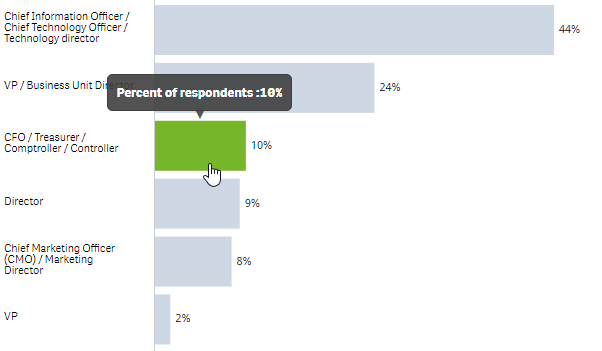 Chief Information Officer /
Chief Technology Officer /
Technology director
44%
VP / Business Unit Director
24%
Percent of respondents :10%
CFO / Treasurer /
Comptroller / Controller
10%
Director
9%
Chief Marketing Officer
(CMO) / Marketing
Director
8%
VP
2%